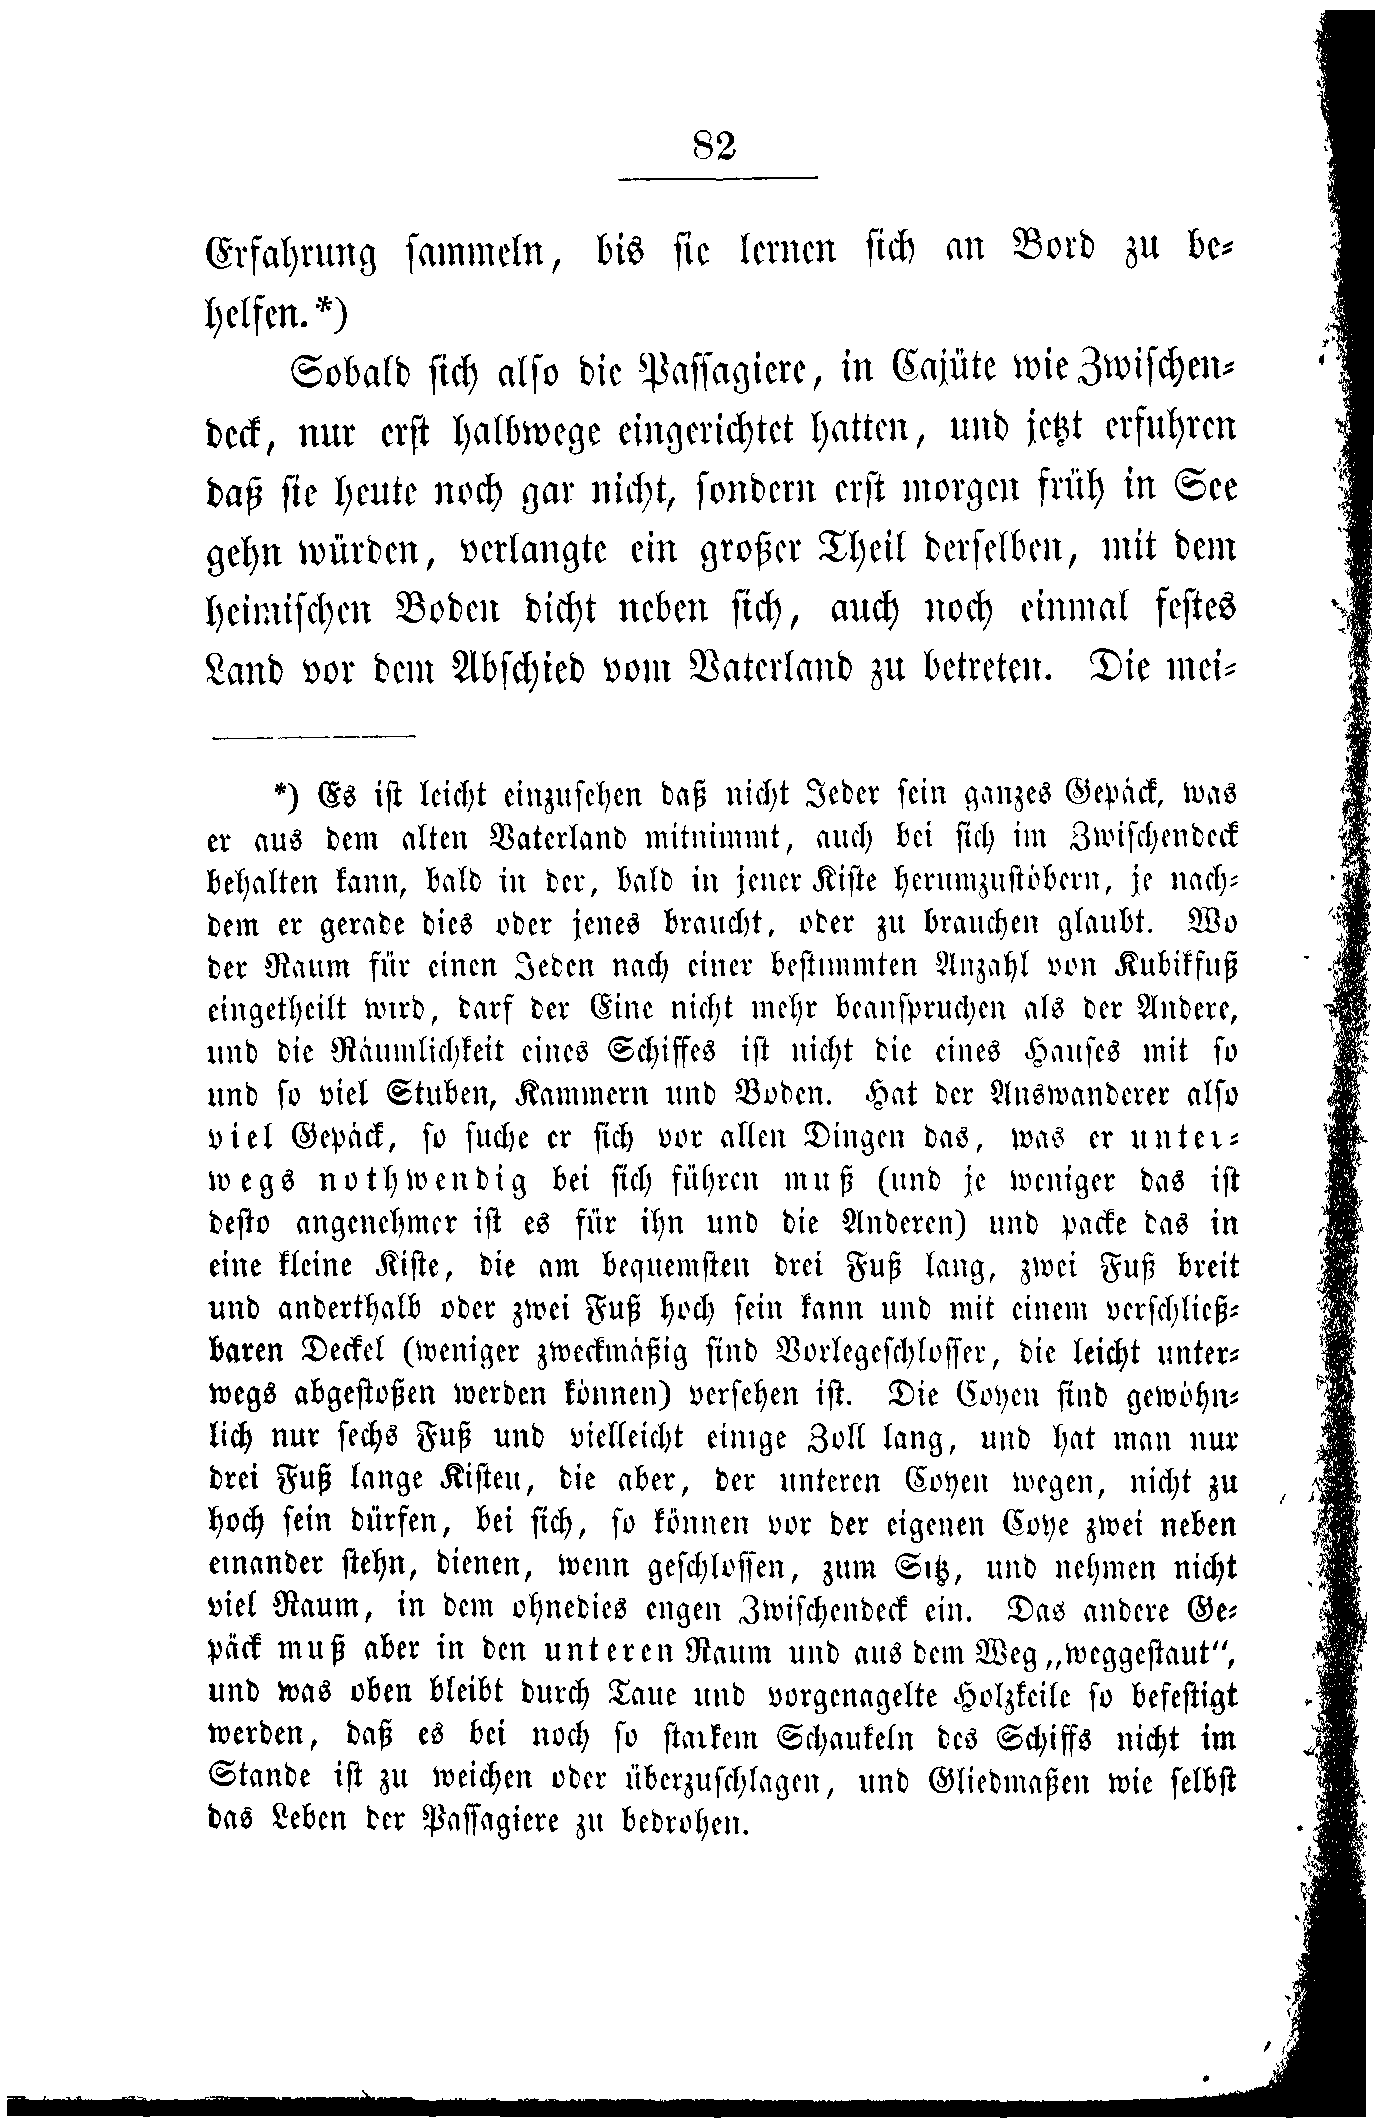 82
Erfahrung sammeln, bis sie lernen sich an Bord zu be-
helfen.*)
Sobald sich also die Passagiere, in Cajüte wie Zwischen-
deck, nur erst halbwege eingerichtet hatten, und jetzt erfuhren
daß sie heute noch gar nicht, sondern erst morgen früh in See
gehn würden, verlangte ein großer Theil derselben, mit dem
heimischen Boden dicht neben sich, auch noch einmal festes
Land vor dem Abschied vom Vaterland zu betreten. Die mei-
*) Es ist leicht einzusehen daß nicht Jeder sein ganzes Gepäck, was
er aus dem alten Vaterland mitnimmt, auch bei sich im Zwischendeck
behalten kann, bald in der, bald in jener Kiste herumzustöbern, je nach-
dem er gerade dies oder jenes braucht, oder zu brauchen glaubt. Wo
der Raum für einen Jeden nach einer bestimmten Anzahl von Kubikfuß
eingetheilt wird, darf der Eine nicht mehr beanspruchen als der Andere,
und die Räumlichkeit eines Schiffes ist nicht die eines Hauses mit so
und so viel Stuben, Kammern und Boden. Hat der Auswanderer also
viel Gepäck, so suche er sich vor allen Dingen das, was er unter-
wegs nothwendig bei sich führen muß (und je weniger das ist
desto angenehmer ist es für ihn und die Anderen) und packe das in
eine kleine Kiste, die am bequemsten drei Fuß lang, zwei Fuß breit
und anderthalb oder zwei Fuß hoch sein kann und mit einem verschließ-
baren Deckel (weniger zweckmäßig sind Vorlegeschlösser, die leicht unter-
wegs abgestoßen werden können) versehen ist. Die Coyen sind gewöhn-
lich nur sechs Fuß und vielleicht einige Zoll lang, und hat man nur
drei Fuß lange Kisten, die aber, der unteren Coyen wegen, nicht zu
hoch sein dürfen, bei sich, so können vor der eigenen Coye zwei neben
einander stehn, dienen, wenn geschlossen, zum Sitz, und nehmen nicht
viel Raum, in dem ohnedies engen Zwischendeck ein. Das andere Ge-
päck muß aber in den unteren Raum und aus dem Weg „weggestaut“,
und was oben bleibt durch Taue und vorgenagelte Holzkeile so befestigt
werden, daß es bei noch so starkem Schaukeln des Schiffs nicht im
Stande ist zu weichen oder überzuschlagen, und Gliedmaßen wie selbst
das Leben der Passagiere zu bedrohen.